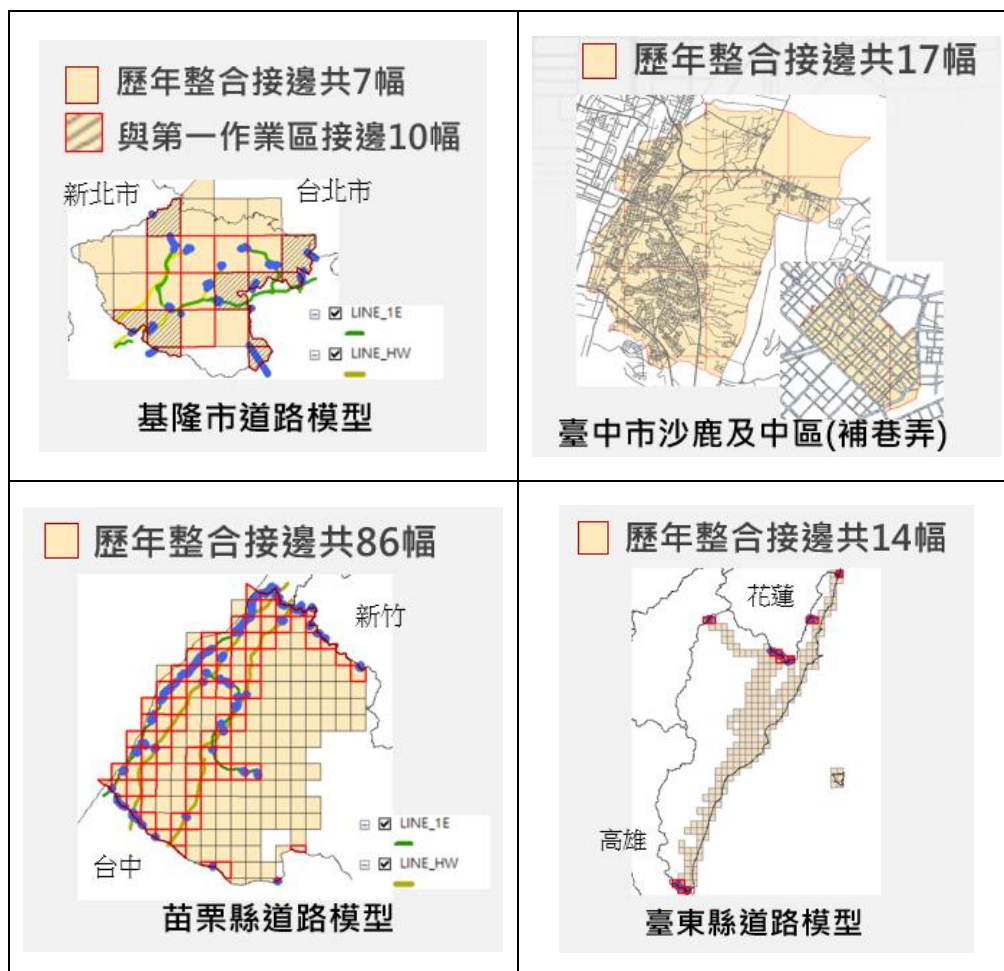 歷年整合接邊共7幅
與第一作業區接邊10幅
新北市
台北市
LINE_1E
LINE_HW
基隆市道路模型
歷年整合接邊共17幅
臺中市沙鹿及中區(補巷弄)
歷年整合接邊共86幅
新竹
台中
LINE_1E
LINE_HW
苗栗縣道路模型
歷年整合接邊共14幅
花蓮
高雄
臺東縣道路模型